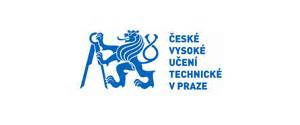 ČESKÉ
VYSOKÉ
UČENÍ
TECHNICKÉ
V PRAZE